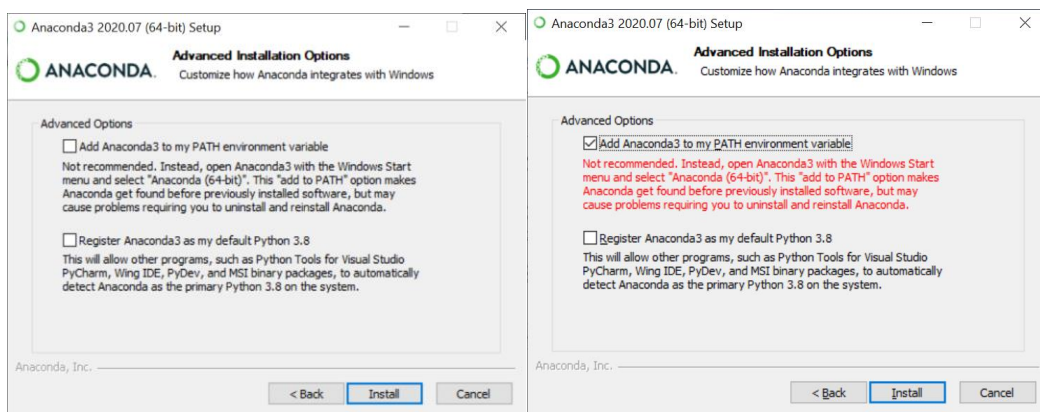 Anaconda3 2020.07 (64-bit) Setup
ANACONDA.
Advanced Installation Options
Customize how Anaconda integrates with Windows
Advanced Options
Add Anaconda3 to my PATH environment variable
Not recommended. Instead, open Anaconda3 with the Windows Start
menu and select "Anaconda (64-bit)". This "add to PATH" option makes
Anaconda get found before previously installed software, but may
cause problems requiring you to uninstall and reinstall Anaconda.
Register Anaconda3 as my default Python 3.8
This will allow other programs, such as Python Tools for Visual Studio
PyCharm, Wing IDE, PyDev, and MSI binary packages, to automatically
detect Anaconda as the primary Python 3.8 on the system.
Anaconda, Inc.
< Back
Install
Cancel
Anaconda3 2020.07 (64-bit) Setup
ANACONDA.
Advanced Installation Options
Customize how Anaconda integrates with Windows
Advanced Options
Add Anaconda3 to my PATH environment variable
Not recommended. Instead, open Anaconda3 with the Windows Start
menu and select "Anaconda (64-bit)". This "add to PATH" option makes
Anaconda get found before previously installed software, but may
cause problems requiring you to uninstall and reinstall Anaconda.
Register Anaconda3 as my default Python 3.8
This will allow other programs, such as Python Tools for Visual Studio
PyCharm, Wing IDE, PyDev, and MSI binary packages, to automatically
detect Anaconda as the primary Python 3.8 on the system.
Anaconda, Inc.
< Back
Install
Cancel